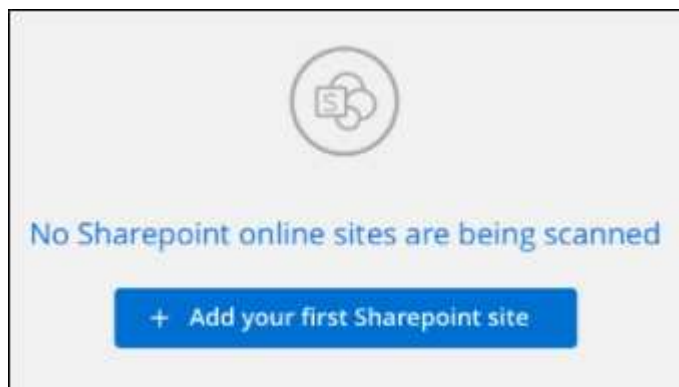 S
No Sharepoint online sites are being scanned
+ Add your first Sharepoint site